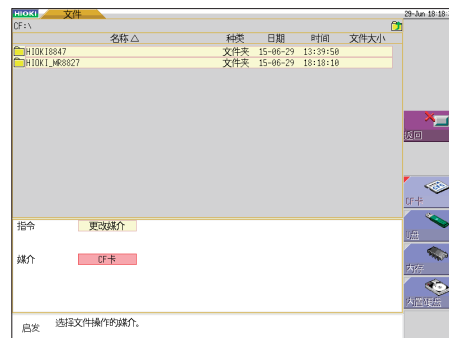 HIOKI 文件 29-Jun 18:18:
CF:\
名称 △ 种类 日期 时间 文件大小
HIOKI8847 文件夹 15-06-29 13:39:50
HIOKI_MR8827 文件夹 15-06-29 18:18:10
返回
CF卡
U盘
内存
内置硬盘
指令 更改媒介
媒介 CF卡
启发 选择文件操作的媒介。